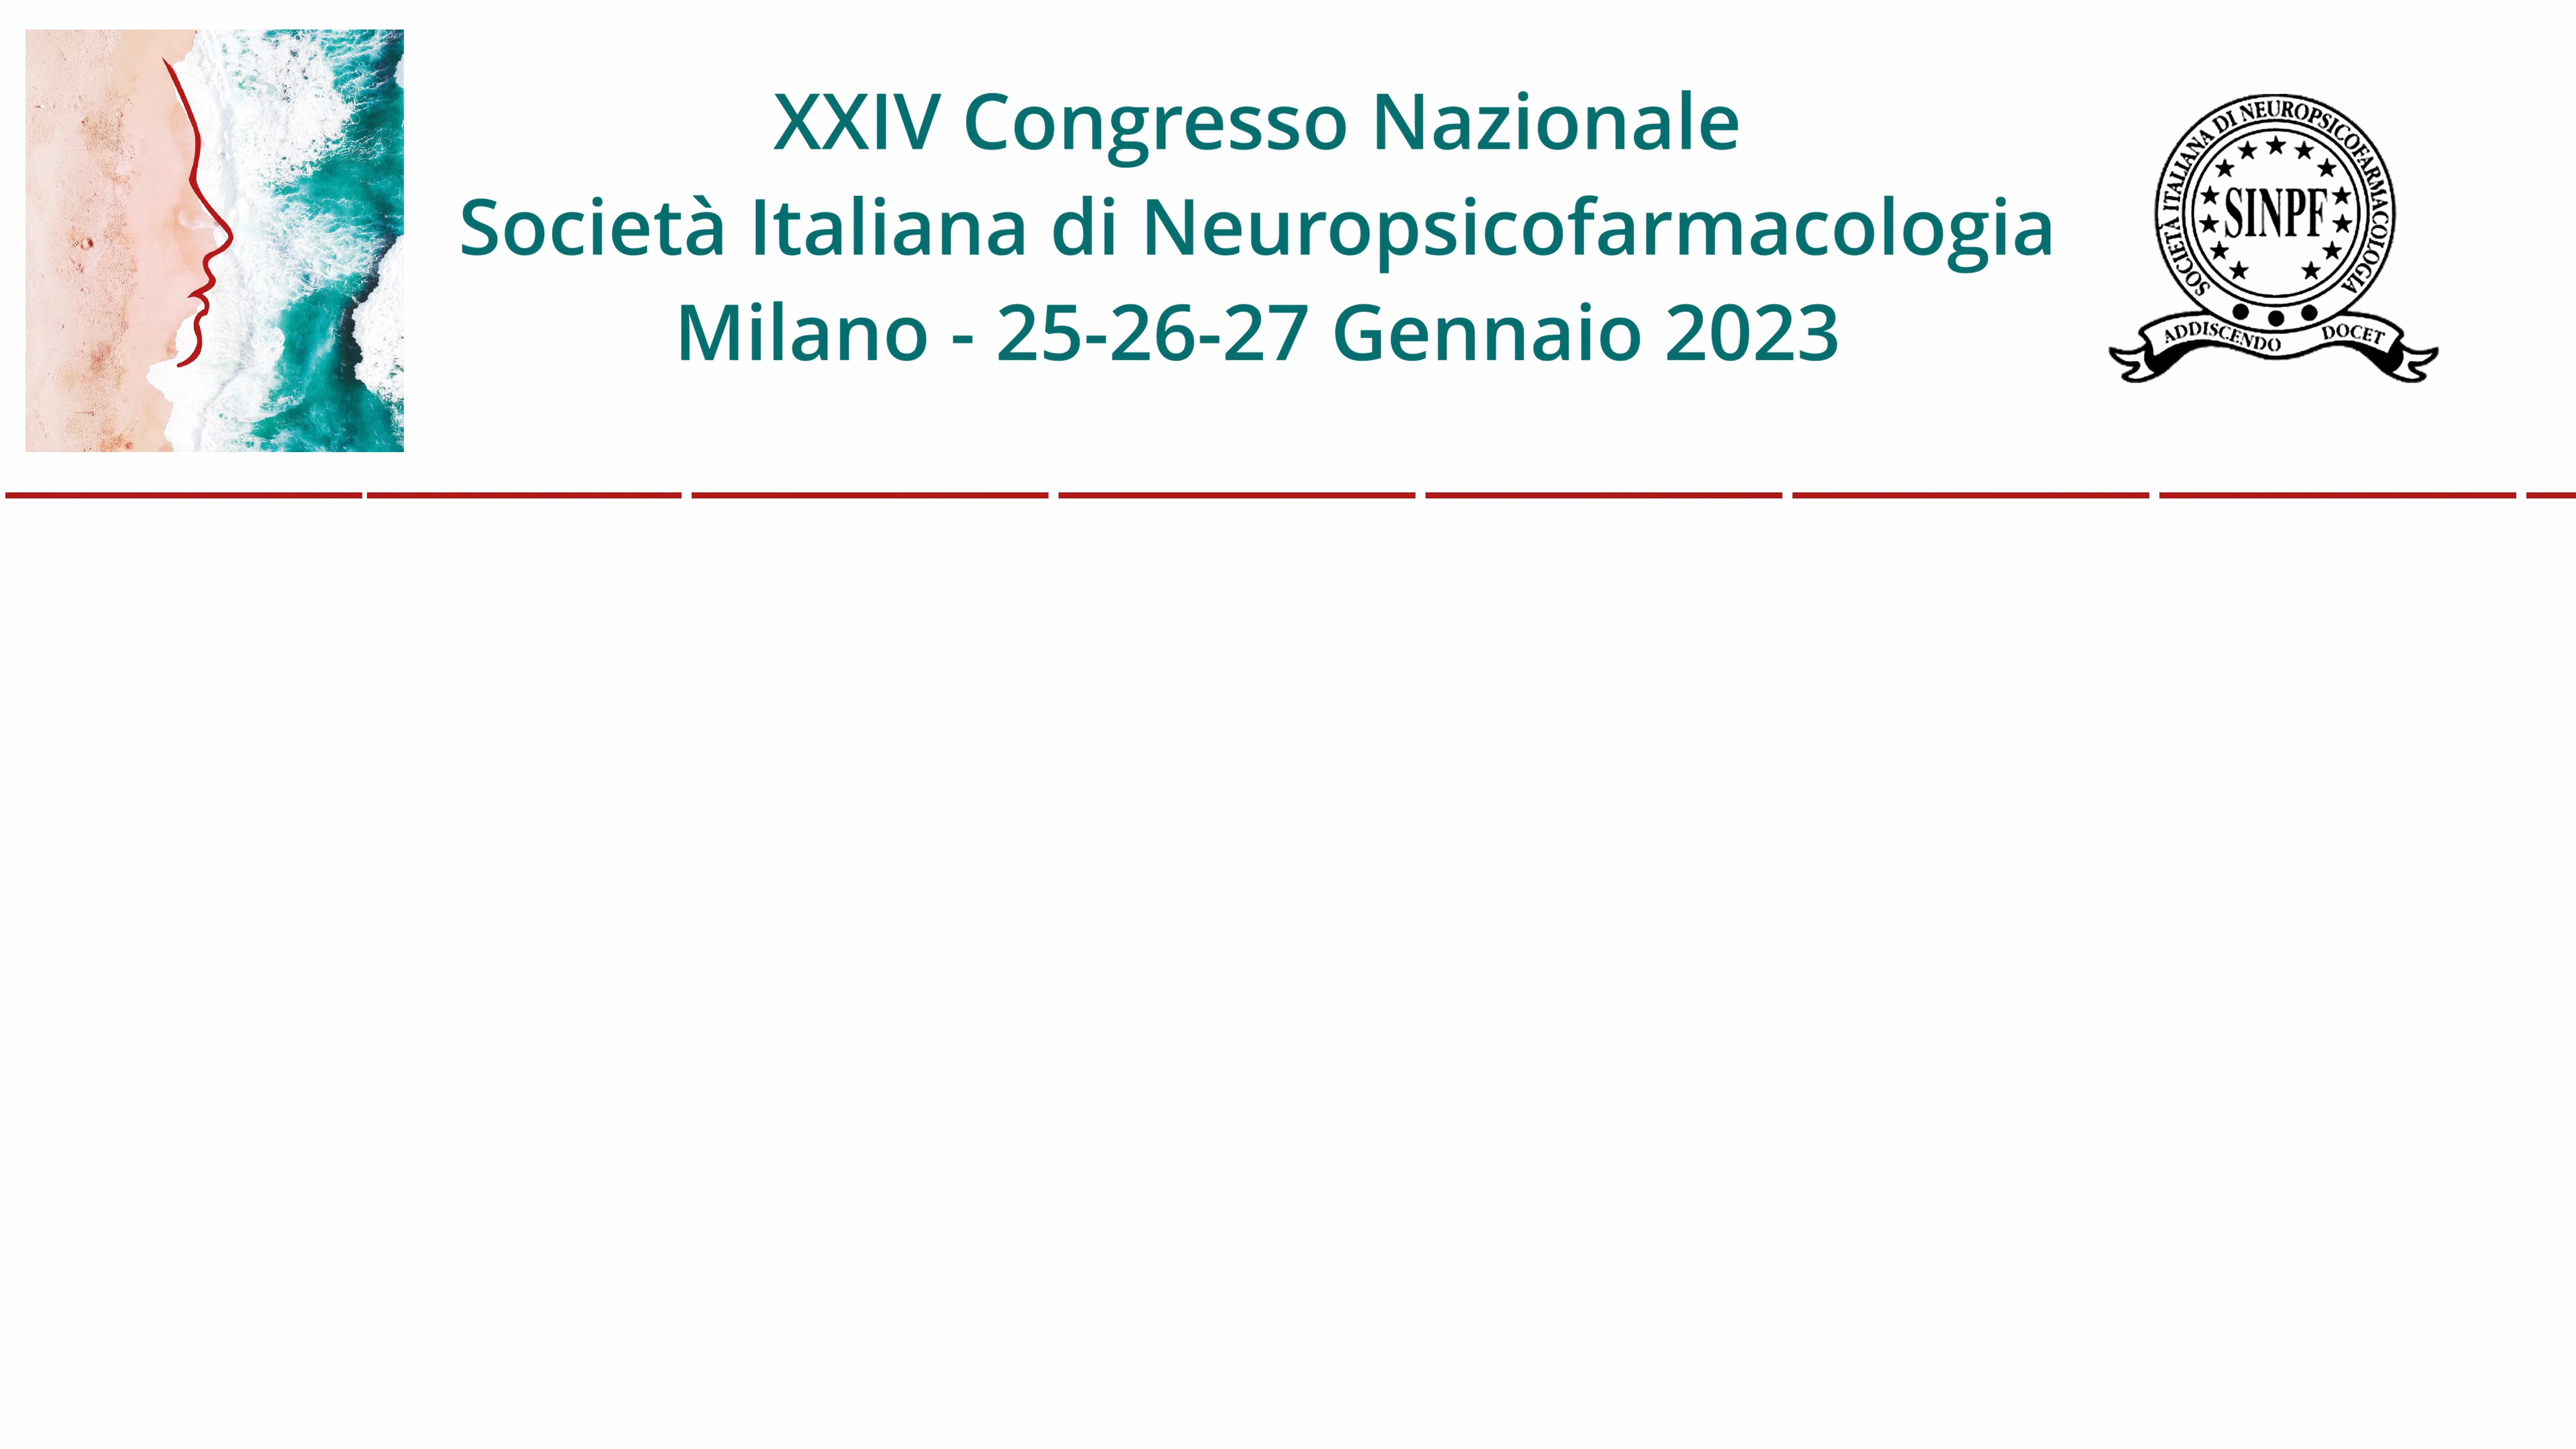 XXIV Congresso Nazionale
Società Italiana di Neuropsicofarmacologia
Milano - 25-26-27 Gennaio 2023
SOCIETÀ ITALIANA DI NEUROPSICOFARMACOLOGIA
SINPF
ADDISCENDO DOCET